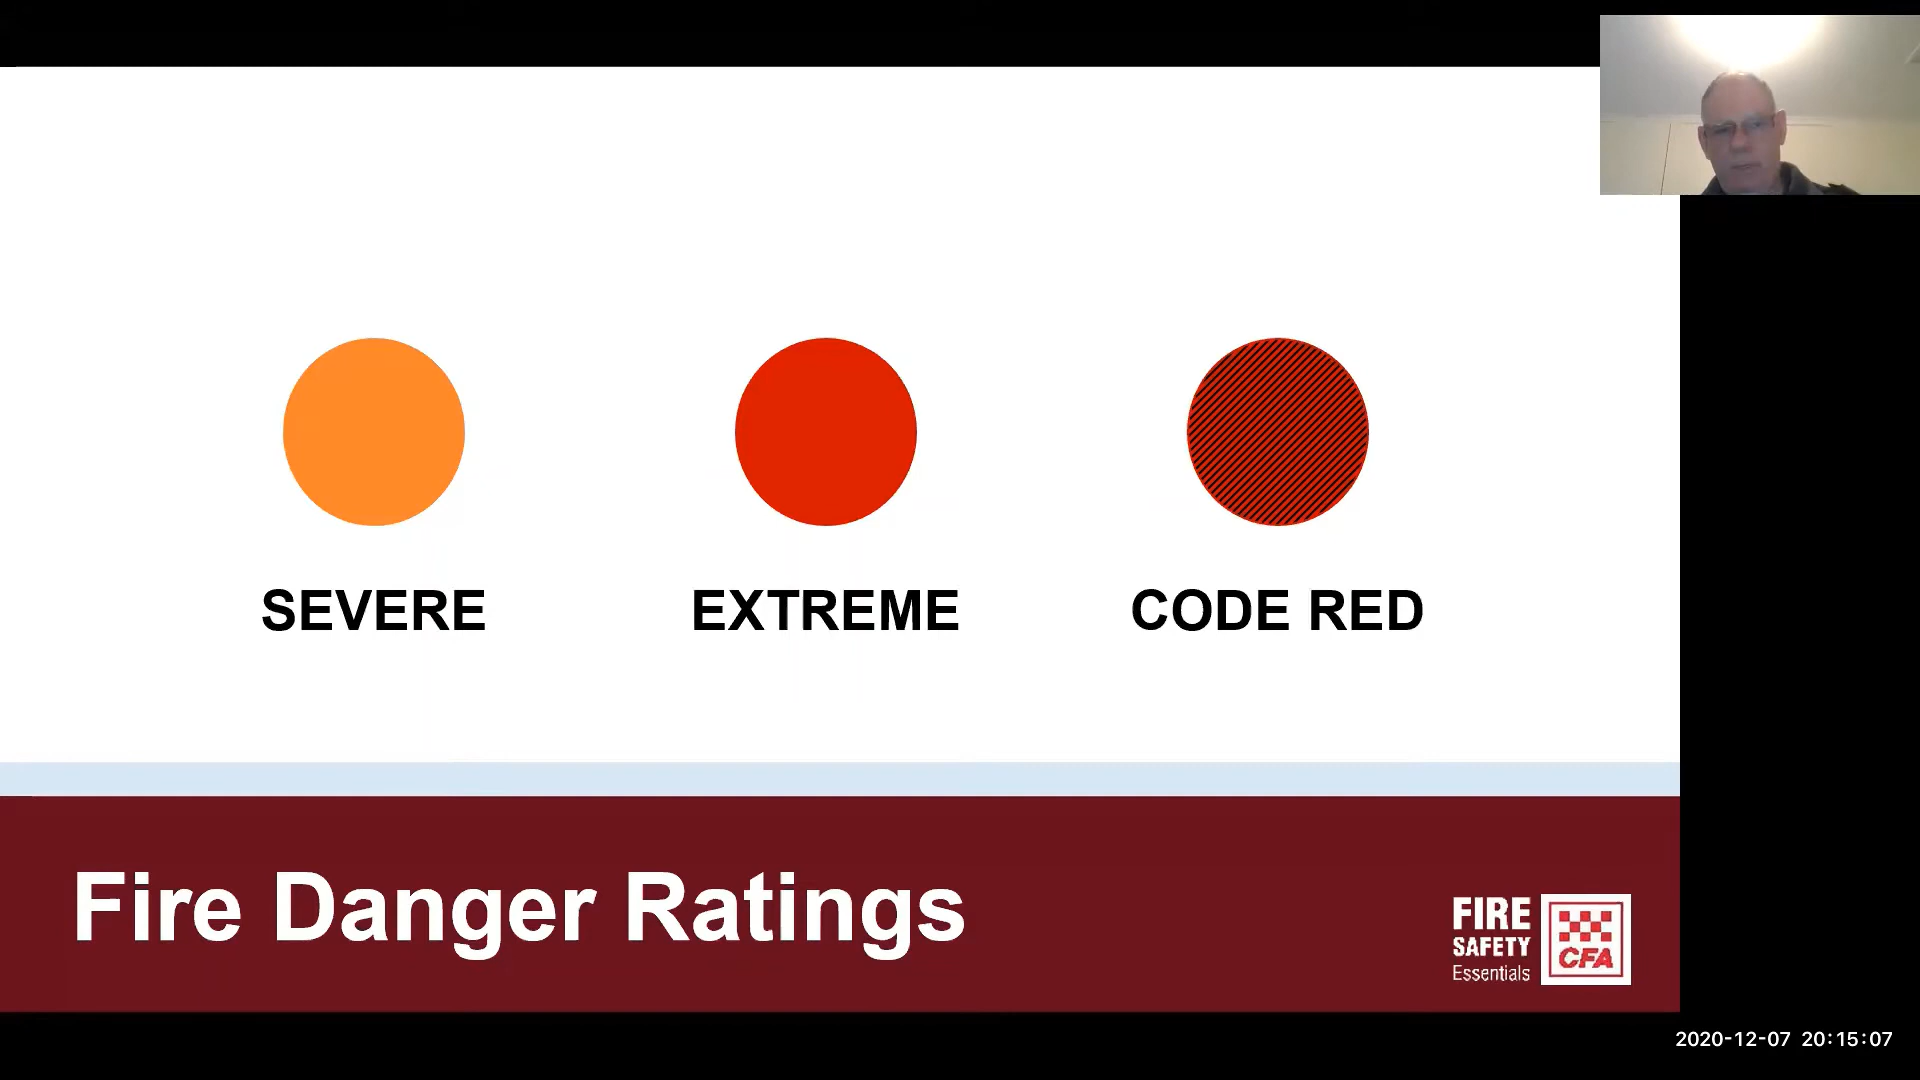 SEVERE
EXTREME
CODE RED
Fire Danger Ratings
FIRE
SAFETY
Essentials
CFA
2020-12-07 20:15:07